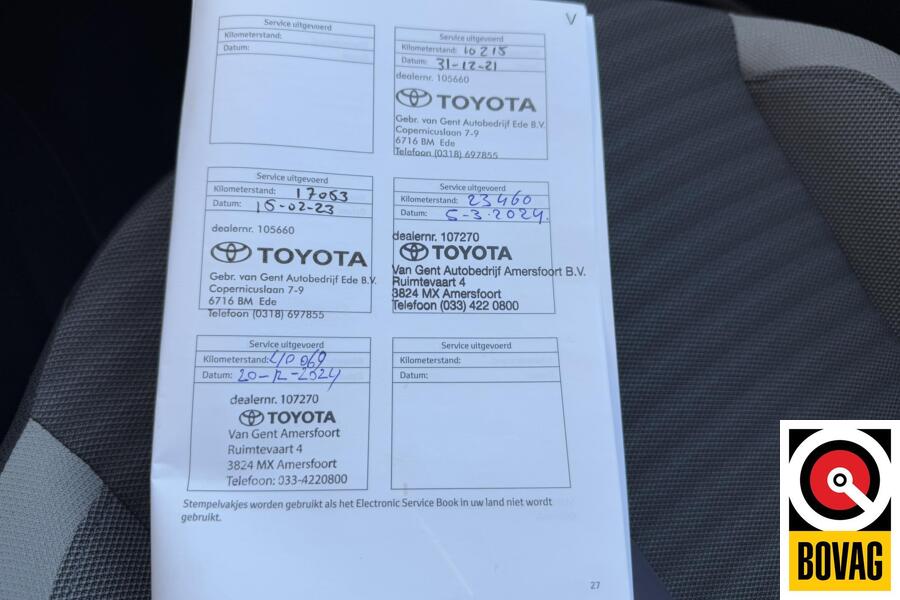 V
Service uitgevoerd
Kilometerstand:
Datum:
Service uitgevoerd
Kilometerstand: 10215
Datum: 31-12-21
dealernr. 105660
TOYOTA
Gebr. van Gent Autobedrijf Ede B.V.
Copernicuslaan 7-9
6716 BM Ede
Telefoon (0318) 697855
Service uitgevoerd
Kilometerstand: 17053
Datum: 15-02-23
dealernr. 105660
TOYOTA
Gebr. van Gent Autobedrijf Ede B.V.
Copernicuslaan 7-9
6716 BM Ede
Telefoon (0318) 697855
Service uitgevoerd
Kilometerstand: 23460
Datum: 5-3-2024.
dealernr. 107270
TOYOTA
Van Gent Autobedrijf Amersfoort B.V.
Ruimtevaart 4
3824 MX Amersfoort
Telefoon (033) 422 0800
Service uitgevoerd
Kilometerstand: 40069
Datum: 20-12-2024
dealernr. 107270
TOYOTA
Van Gent Amersfoort
Ruimtevaart 4
3824 MX Amersfoort
Telefoon: 033-4220800
Service uitgevoerd
Kilometerstand:
Datum:
Stempelvakjes worden gebruikt als het Electronic Service Book in uw land niet wordt
gebruikt.
27
BOVAG